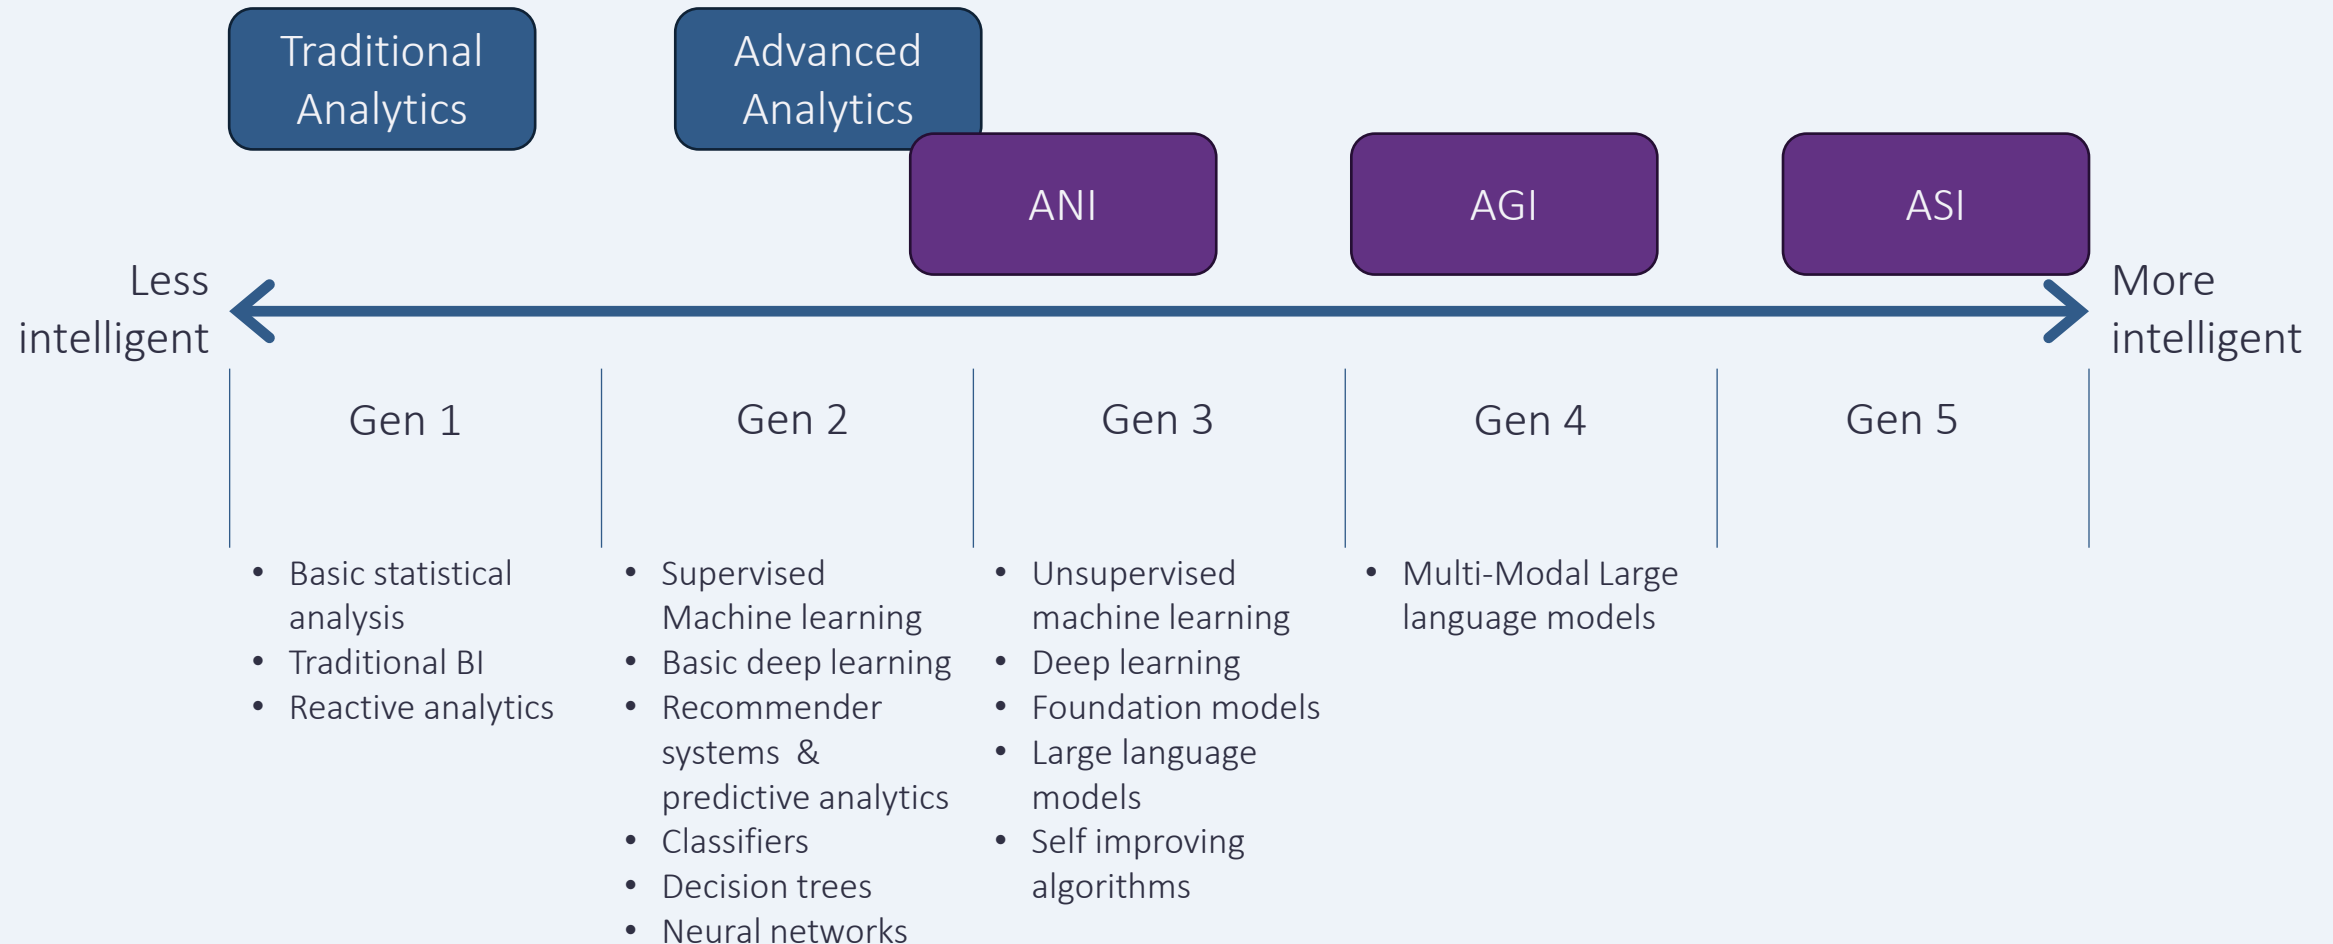 Traditional
Analytics
Advanced
Analytics
ANI
AGI
ASI
Less
intelligent
More
intelligent
Gen 1
Gen 2
Gen 3
Gen 4
Gen 5
• Basic statistical
analysis
• Traditional BI
• Reactive analytics
• Supervised
Machine learning
• Basic deep learning
• Recommender
systems &
predictive analytics
• Classifiers
• Decision trees
• Neural networks
• Unsupervised
machine learning
• Deep learning
• Foundation models
• Large language
models
• Self improving
algorithms
• Multi-Modal Large
language models